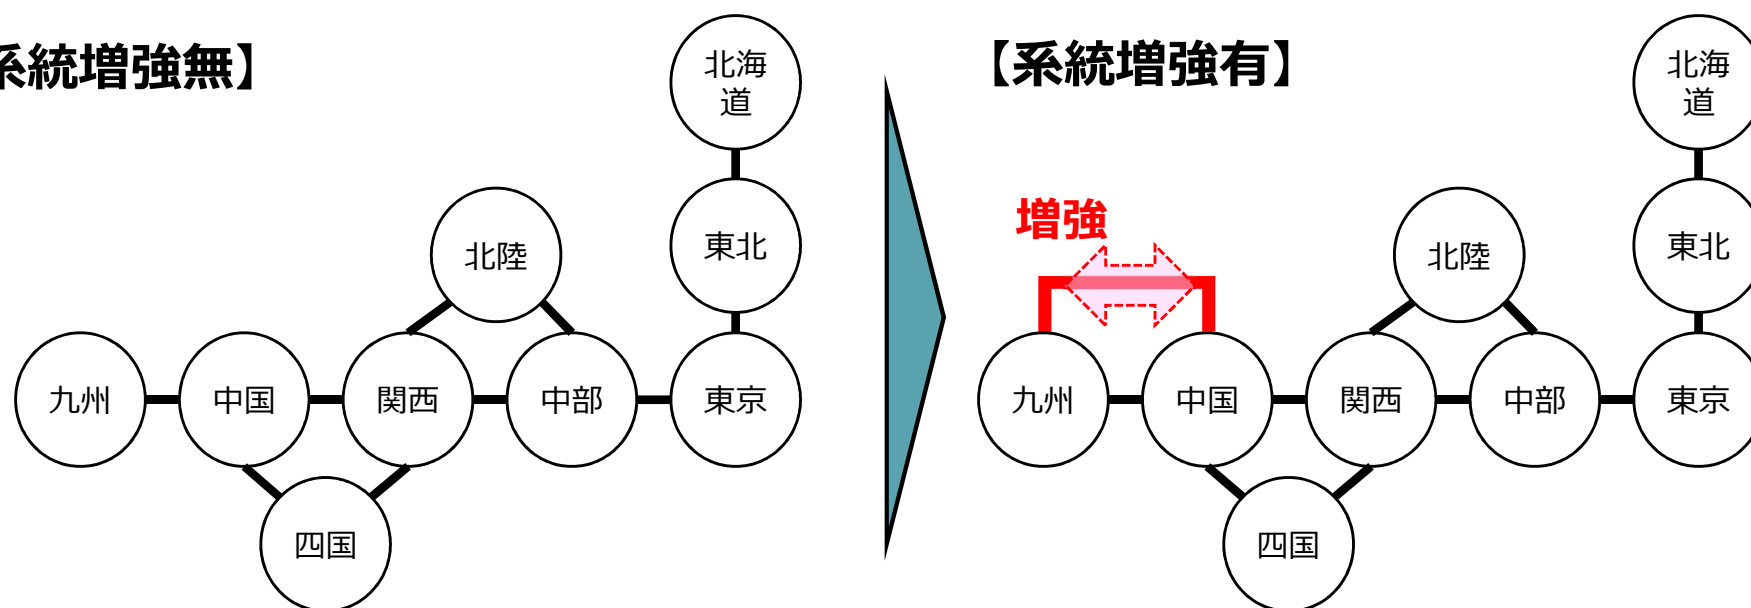 系統増強無】
北海
道
東北
北陸
九州
中国
関西
中部
東京
四国
【系統増強有】
北海
道
増強
東北
北陸
九州
中国
関西
中部
東京
四国